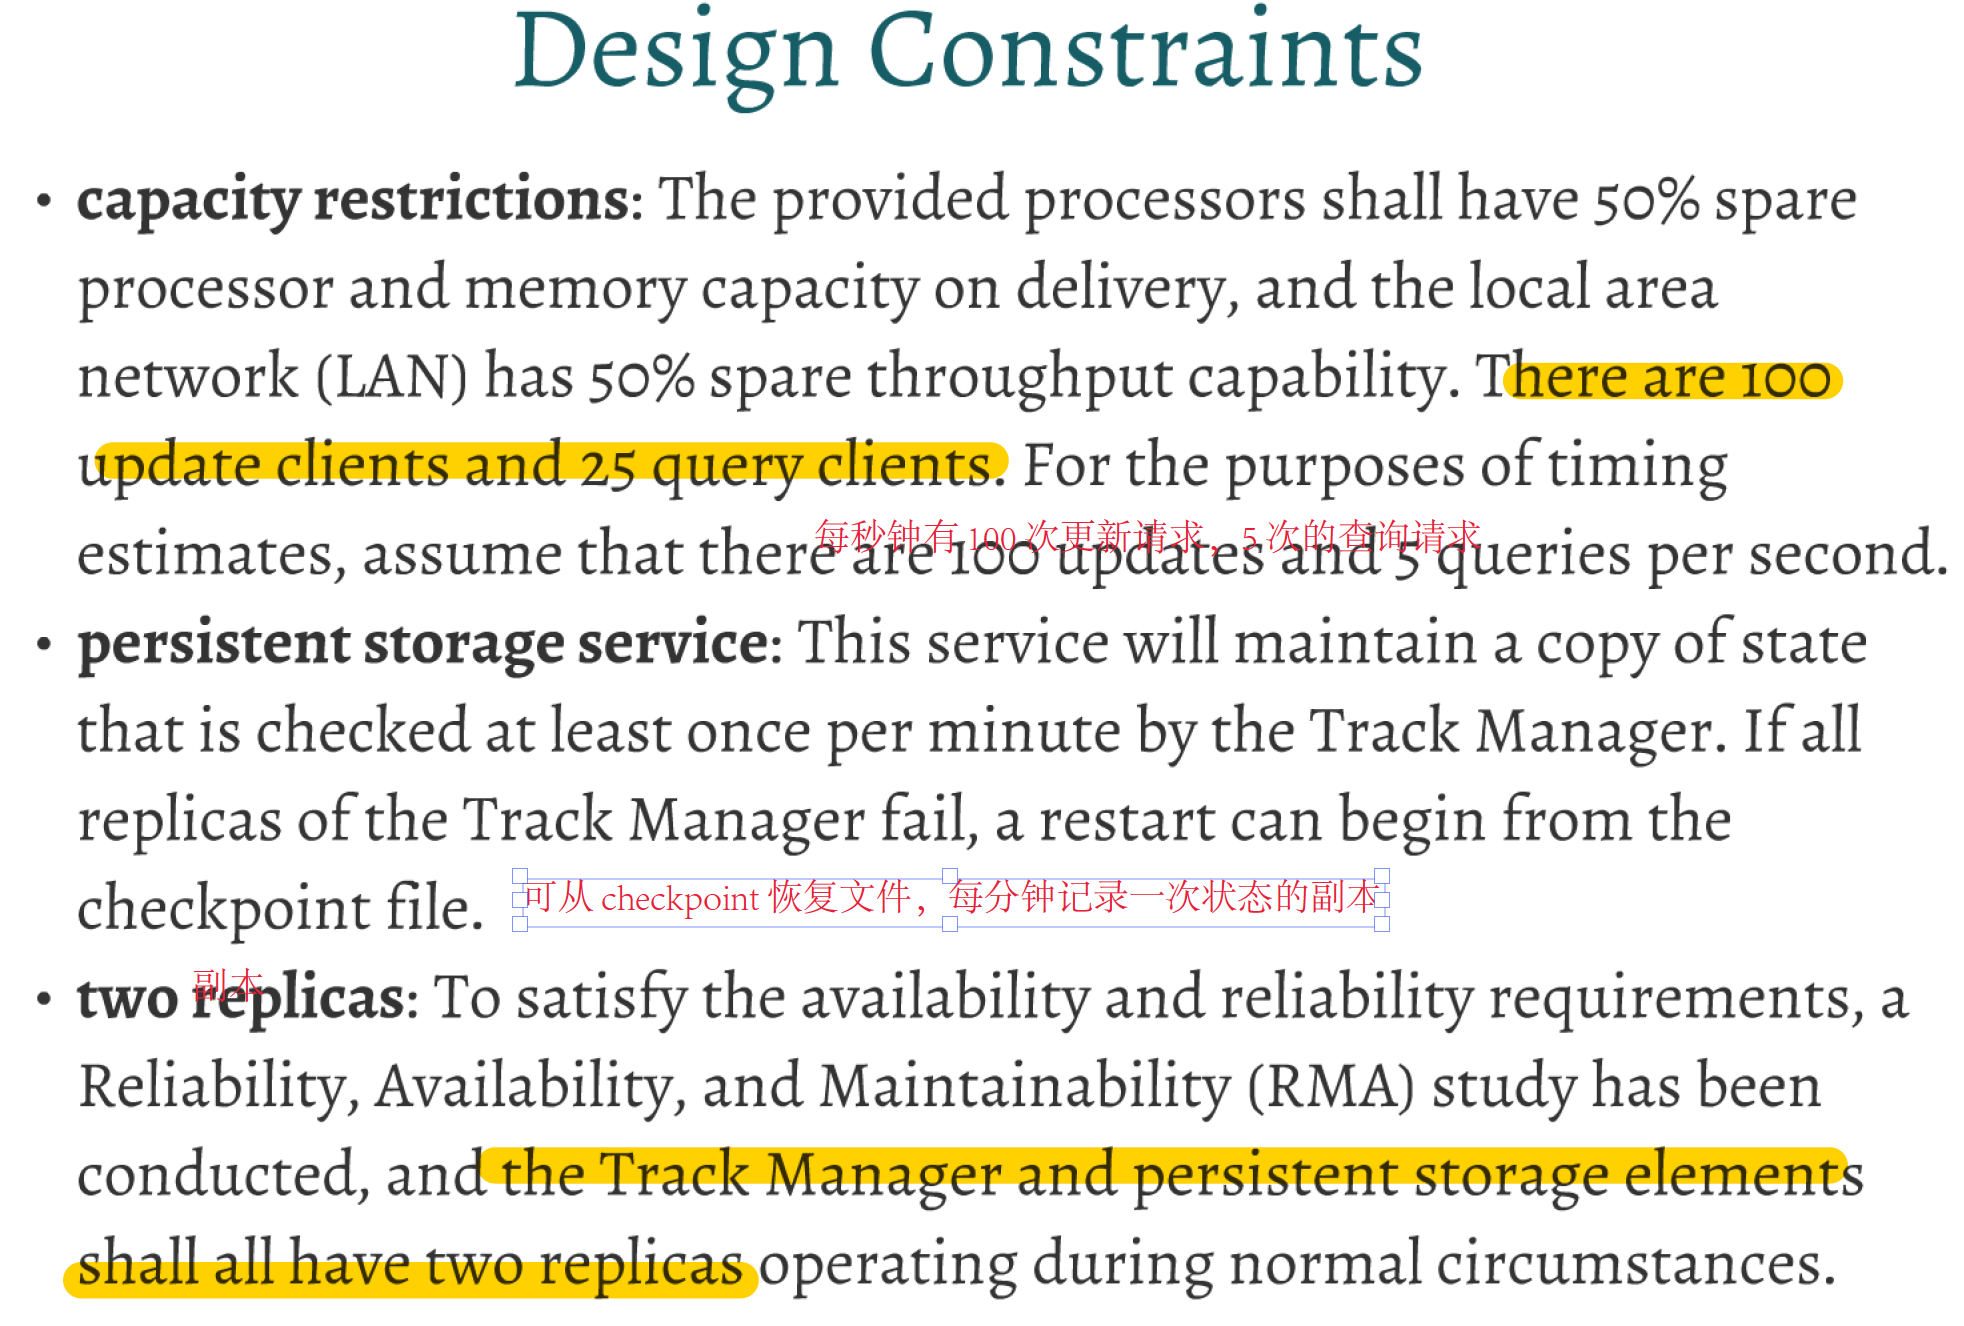 Design Constraints
• capacity restrictions: The provided processors shall have 50% spare
processor and memory capacity on delivery, and the local area
network (LAN) has 50% spare throughput capability. There are 100
update clients and 25 query clients. For the purposes of timing
每秒钟有 100 次更新请求，5 次的查询请求
estimates, assume that there are 100 updates and 5 queries per second.
• persistent storage service: This service will maintain a copy of state
that is checked at least once per minute by the Track Manager. If all
replicas of the Track Manager fail, a restart can begin from the
checkpoint file. 可从 checkpoint 恢复文件，每分钟记录一次状态的副本
副本
• two replicas: To satisfy the availability and reliability requirements, a
Reliability, Availability, and Maintainability (RMA) study has been
conducted, and the Track Manager and persistent storage elements
shall all have two replicas operating during normal circumstances.